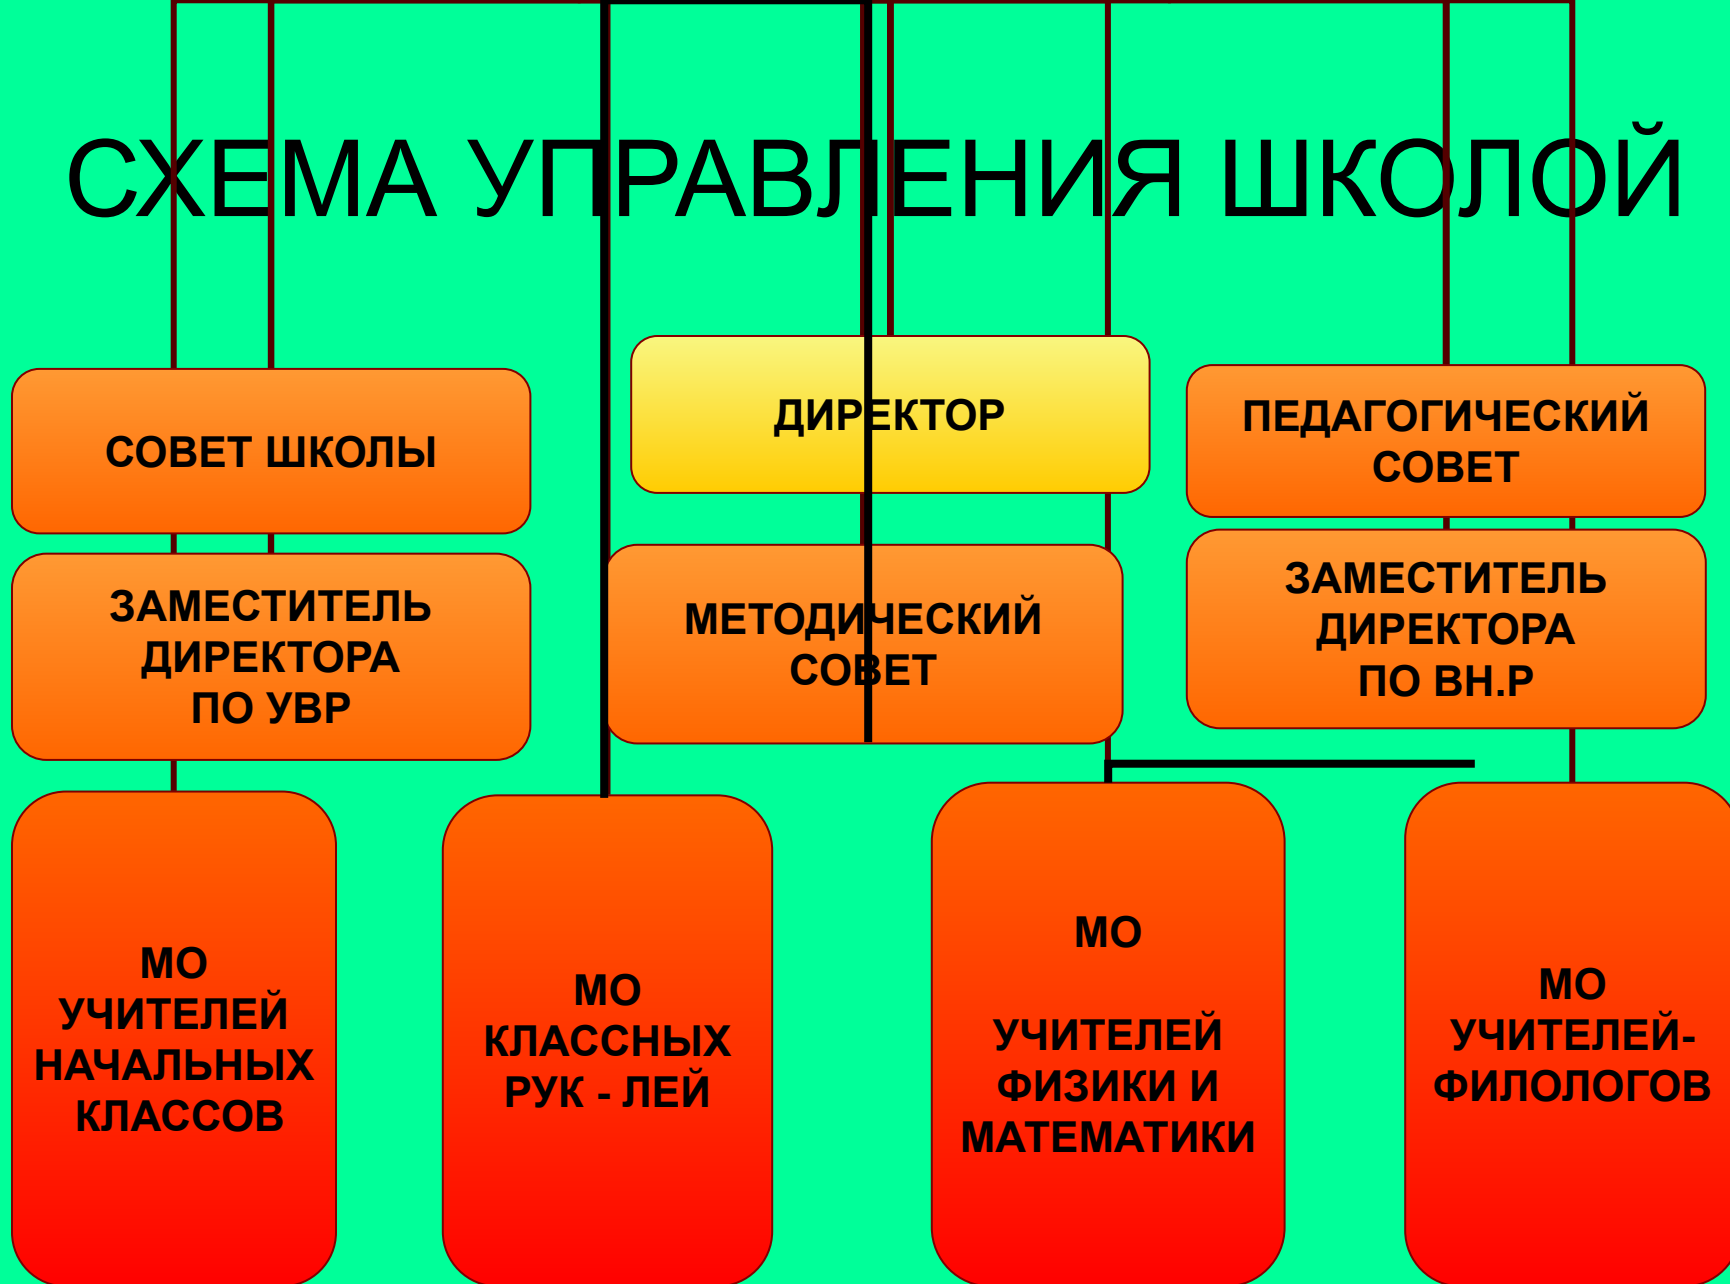 СХЕМА УПРАВЛЕНИЯ ШКОЛОЙ
СОВЕТ ШКОЛЫ
ДИРЕКТОР
ПЕДАГОГИЧЕСКИЙ
СОВЕТ
ЗАМЕСТИТЕЛЬ
ДИРЕКТОРА
ПО УВР
МЕТОДИЧЕСКИЙ
СОВЕТ
ЗАМЕСТИТЕЛЬ
ДИРЕКТОРА
ПО ВН.Р
МО
УЧИТЕЛЕЙ
НАЧАЛЬНЫХ
КЛАССОВ
МО
КЛАССНЫХ
РУК - ЛЕЙ
МО
УЧИТЕЛЕЙ
ФИЗИКИ И
МАТЕМАТИКИ
МО
УЧИТЕЛЕЙ-
ФИЛОЛОГОВ